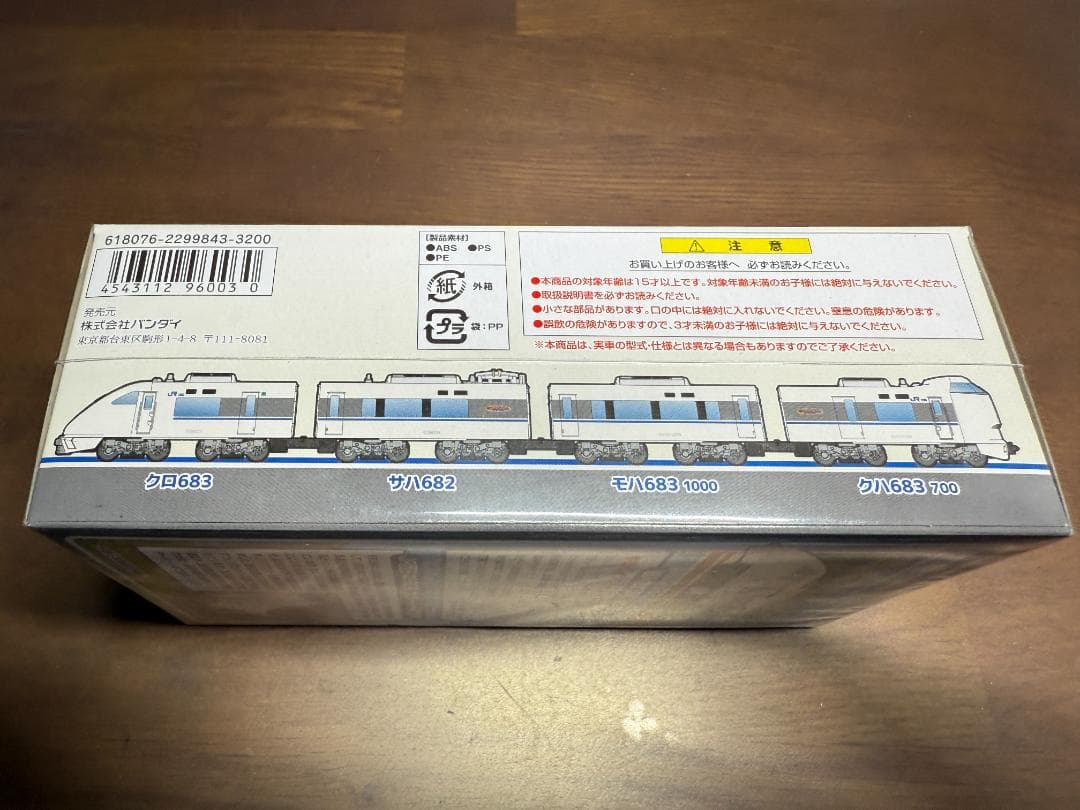 618076-2299843-3200
4543112 96003 0
発売元
株式会社バンダイ
東京都台東区駒形1-4-8 〒111-8081
[製品素材]
●ABS ●PS
●PE
紙 外箱
プラ 袋:PP
注 意
お買い上げのお客様へ 必ずお読みください。
●本商品の対象年齢は15才以上です。対象年齢未満のお子様には絶対に与えないでください。
●取扱説明書を必ずお読みください。
●小さな部品があります。口の中には絶対に入れないでください。窒息の危険があります。
●誤飲の危険がありますので、3才未満のお子様には絶対に与えないでください。
※本商品は、実車の型式・仕様とは異なる場合もありますのでご了承ください。
JR
JR
クロ683
サハ682
モハ683 1000
クハ683 700